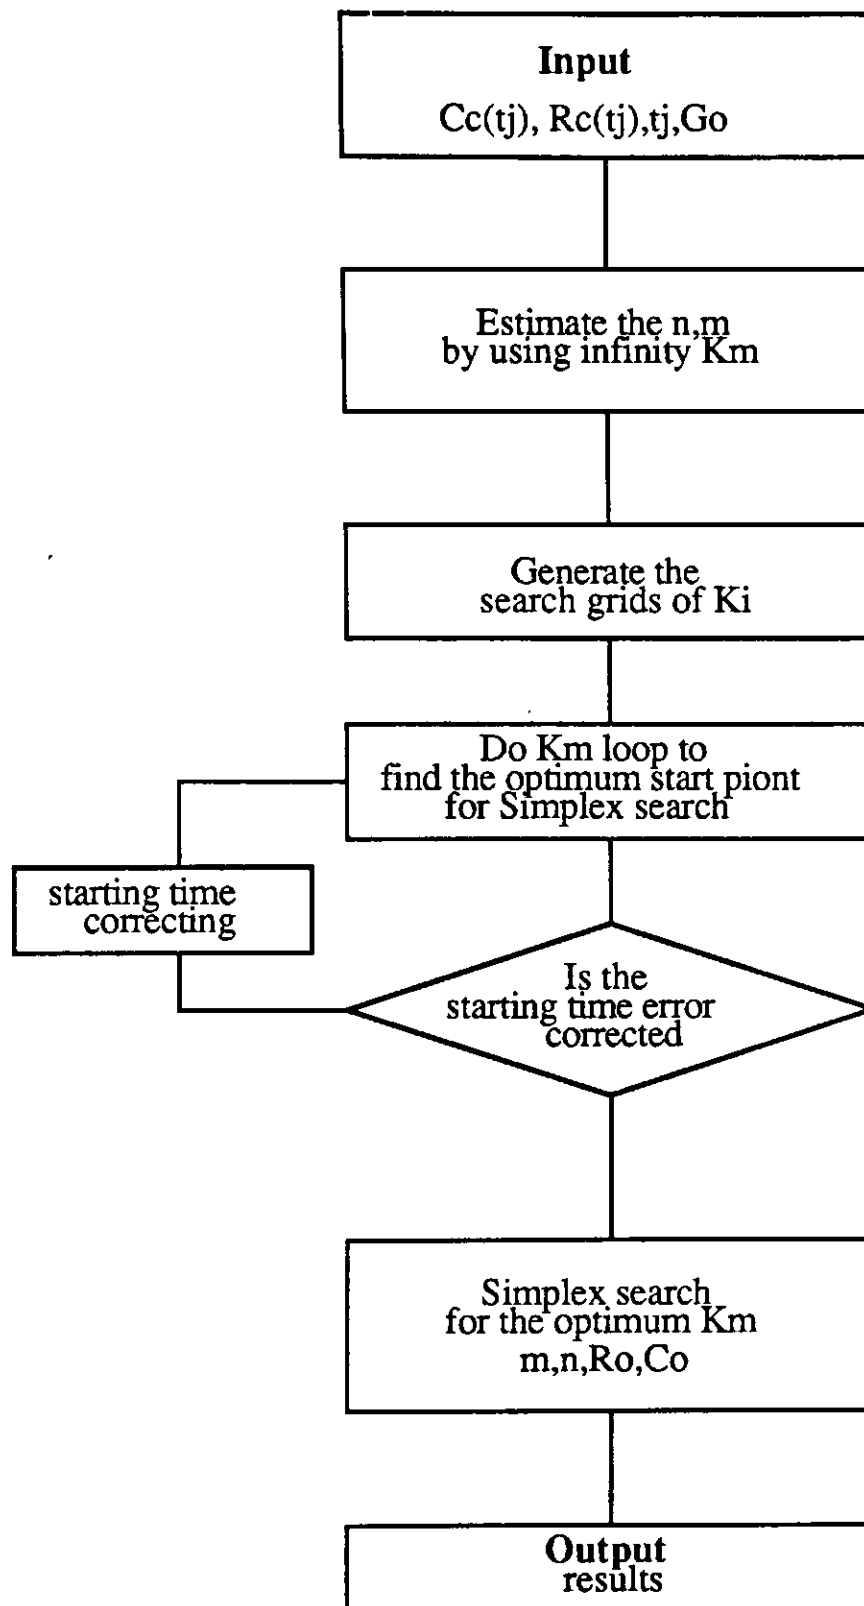 Input
Cc(tj), Rc(tj),tj,Go
Estimate the n,m
by using infinity Km
Generate the
search grids of Ki
Do Km loop to
find the optimum start piont
for Simplex search
starting time
correcting
Is the
starting time error
corrected
Simplex search
for the optimum Km
m,n,Ro,Co
Output
results